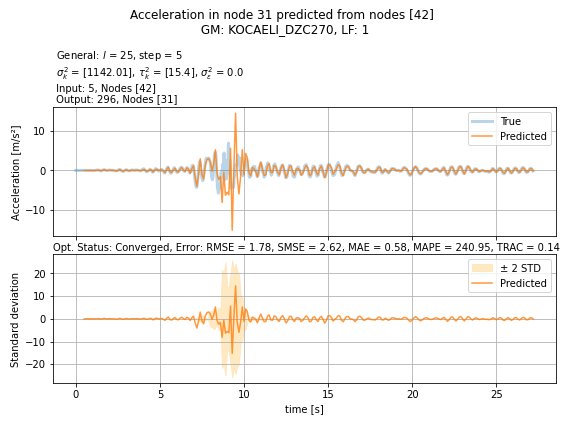 Acceleration in node 31 predicted from nodes [42]
GM: KOCAELI_DZC270, LF: 1
General: l = 25, step = 5
σ²ₖ = [1142.01], τ²ₖ = [15.4], σ²ε = 0.0
Input: 5, Nodes [42]
Output: 296, Nodes [31]
Acceleration [m/s²]
10
0
−10
True
Predicted
Opt. Status: Converged, Error: RMSE = 1.78, SMSE = 2.62, MAE = 0.58, MAPE = 240.95, TRAC = 0.14
Standard deviation
20
10
0
−10
−20
± 2 STD
Predicted
0 5 10 15 20 25
time [s]